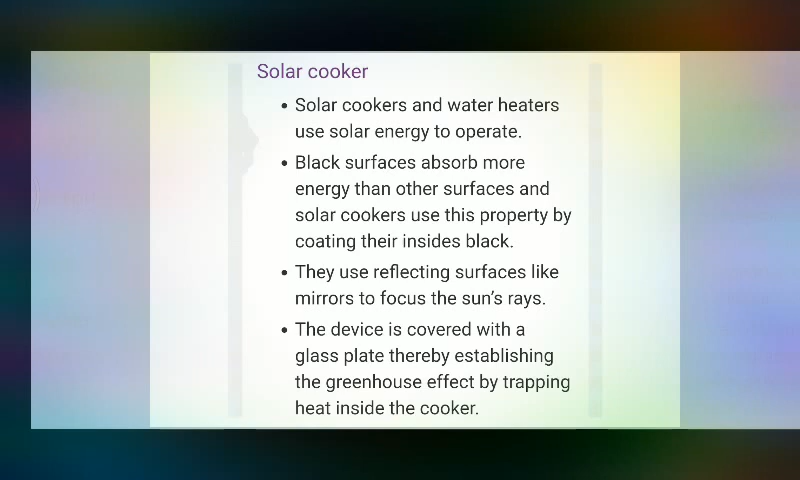 Solar cooker
• Solar cookers and water heaters
use solar energy to operate.
• Black surfaces absorb more
energy than other surfaces and
solar cookers use this property by
coating their insides black.
• They use reflecting surfaces like
mirrors to focus the sun's rays.
• The device is covered with a
glass plate thereby establishing
the greenhouse effect by trapping
heat inside the cooker.